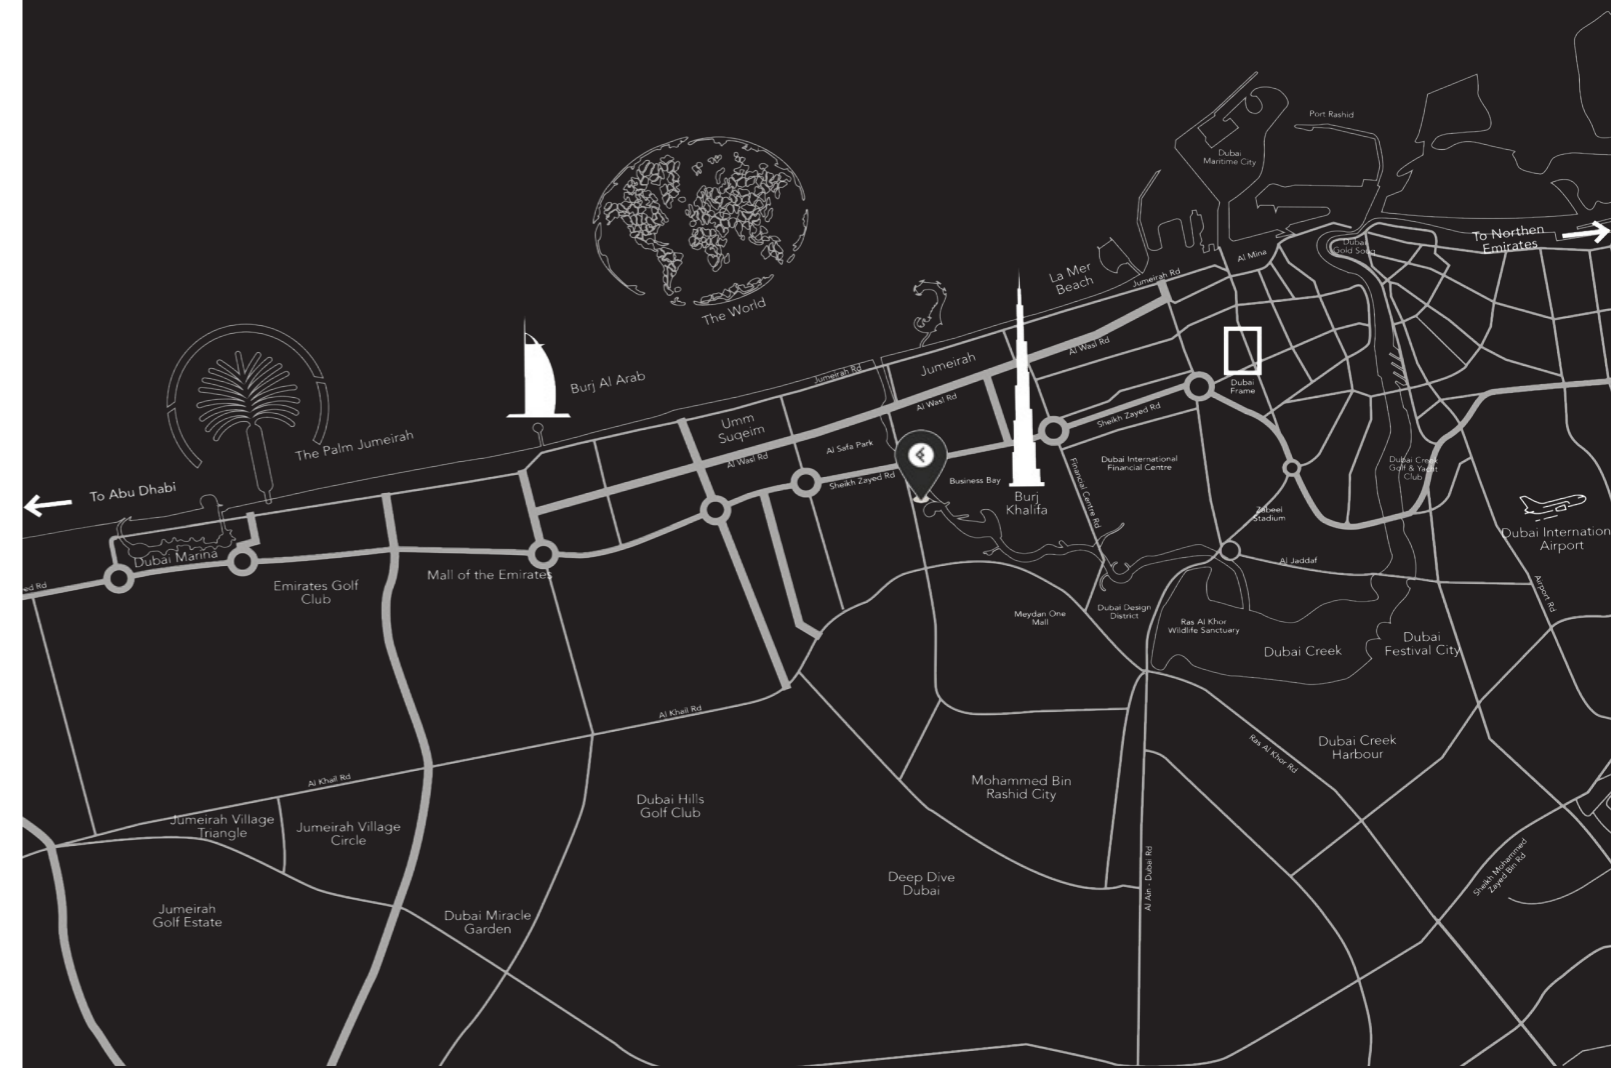 Port Rashid
Dubai
Maritime City
To Northen
Emirates
Dubai
Gold Souq
Al Mina
La Mer
Beach
Jumeirah Rd
The World
Al Wasl Rd
Jumeirah
Jumeirah Rd
Burj Al Arab
Dubai
Frame
Al Wasl Rd
Sheikh Zayed Rd
Umm
Suqeim
The Palm Jumeirah
Al Safa Park
Al Wasl Rd
Dubai International
Financial Centre
Dubai Creek
Golf & Yacht
Club
Sheikh Zayed Rd
Business Bay
Burj
Khalifa
Financial Centre Rd
To Abu Dhabi
Zabeel
Stadium
Dubai Internation
Airport
Dubai Marina
Al Jaddaf
Mall of the Emirates
Emirates Golf
Club
ed Rd
Airport Rd
Meydan One
Mall
Dubai Design
District
Ras Al Khor
Wildlife Sanctuary
Dubai Creek
Dubai
Festival City
Al Khail Rd
Ras Al Khor Rd
Dubai Creek
Harbour
Al Khail Rd
Mohammed Bin
Rashid City
Dubai Hills
Golf Club
Jumeirah Village
Triangle
Jumeirah Village
Circle
Al Ain - Dubai Rd
Sheikh Mohammed
Zayed Bin Rd
Deep Dive
Dubai
Jumeirah
Golf Estate
Dubai Miracle
Garden